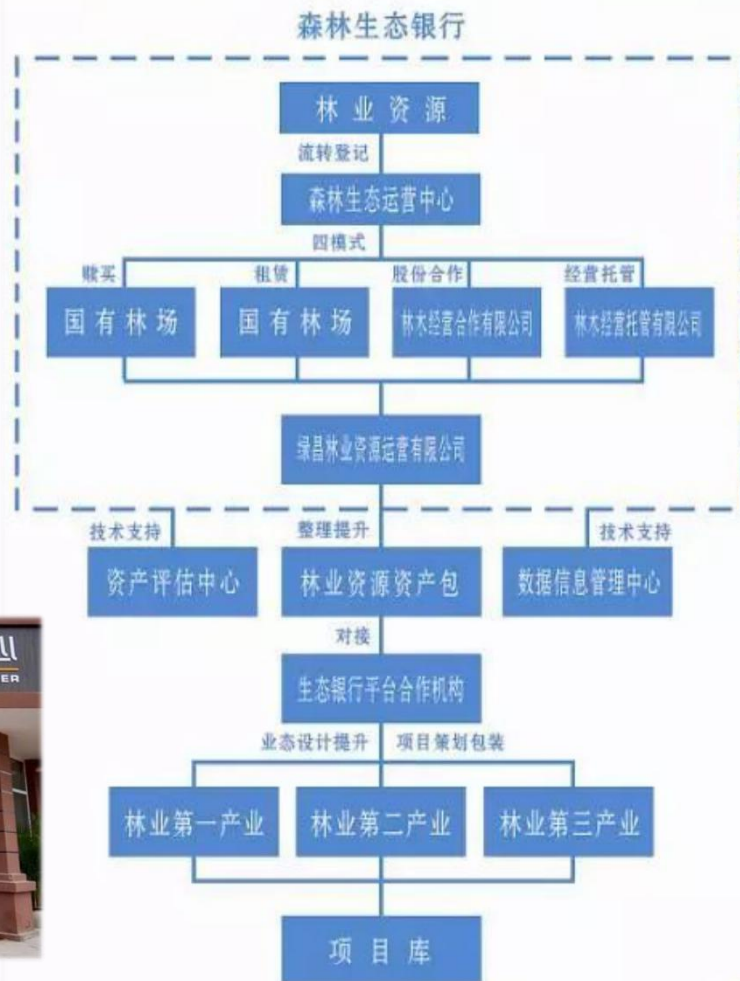 森林生态银行
林业资源
流转登记
森林生态运营中心
四模式
赎买 租赁 股份合作 经营托管
国有林场 国有林场 林木经营合作有限公司 林木经营托管有限公司
绿昌林业资源运营有限公司
技术支持 整理提升 技术支持
资产评估中心 林业资源资产包 数据信息管理中心
对接
生态银行平台合作机构
业态设计提升 项目策划包装
林业第一产业 林业第二产业 林业第三产业
项目库
ER